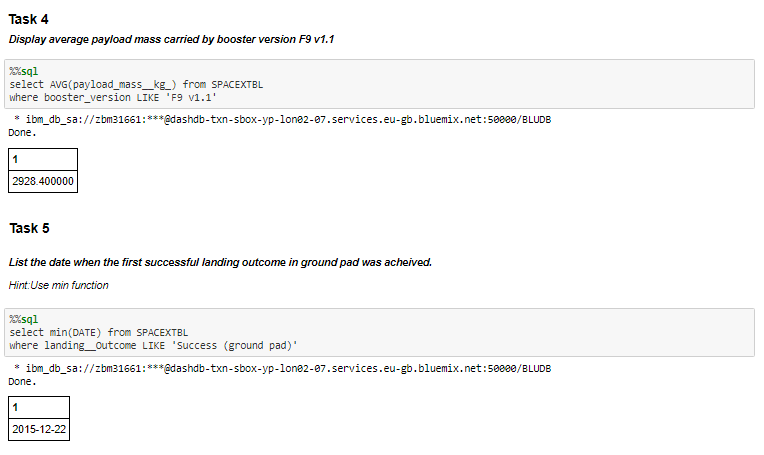 Task 4
Display average payload mass carried by booster version F9 v1.1
%%sql
select AVG(payload_mass__kg_) from SPACEXTBL
where booster_version LIKE 'F9 v1.1'
* ibm_db_sa://zbm31661:***@dashdb-txn-sbox-yp-lon02-07.services.eu-gb.bluemix.net:50000/BLUDB
Done.
1
2928.400000
Task 5
List the date when the first successful landing outcome in ground pad was acheived.
Hint:Use min function
%%sql
select min(DATE) from SPACEXTBL
where landing__Outcome LIKE 'Success (ground pad)'
* ibm_db_sa://zbm31661:***@dashdb-txn-sbox-yp-lon02-07.services.eu-gb.bluemix.net:50000/BLUDB
Done.
1
2015-12-22